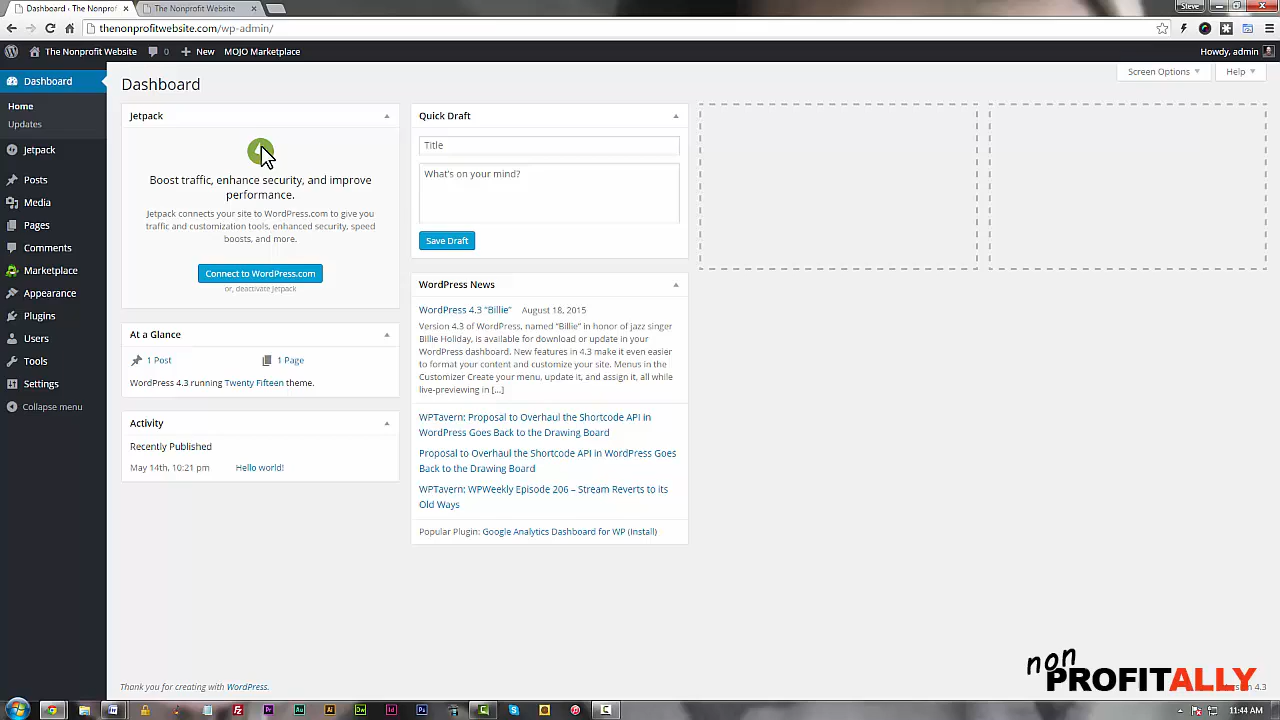 Dashboard ‹ The Nonprof
The Nonprofit Website
Steve
thenonprofitwebsite.com/wp-admin/
The Nonprofit Website
0
New
MOJO Marketplace
Howdy, admin
Dashboard
Home
Updates
Jetpack
Posts
Media
Pages
Comments
Marketplace
Appearance
Plugins
Users
Tools
Settings
Collapse menu
Dashboard
Screen Options
Help
Jetpack
Boost traffic, enhance security, and improve
performance.
Jetpack connects your site to WordPress.com to give you
traffic and customization tools, enhanced security, speed
boosts, and more.
Connect to WordPress.com
or, deactivate Jetpack
At a Glance
1 Post
1 Page
WordPress 4.3 running Twenty Fifteen theme.
Activity
Recently Published
May 14th, 10:21 pm
Hello world!
Quick Draft
Title
What's on your mind?
Save Draft
WordPress News
WordPress 4.3 "Billie"
August 18, 2015
Version 4.3 of WordPress, named "Billie" in honor of jazz singer
Billie Holiday, is available for download or update in your
WordPress dashboard. New features in 4.3 make it even easier
to format your content and customize your site. Menus in the
Customizer Create your menu, update it, and assign it, all while
live-previewing in [...]
WPTavern: Proposal to Overhaul the Shortcode API in
WordPress Goes Back to the Drawing Board
Proposal to Overhaul the Shortcode API in WordPress Goes
Back to the Drawing Board
WPTavern: WPWeekly Episode 206 – Stream Reverts to its
Old Ways
Popular Plugin: Google Analytics Dashboard for WP (Install)
Thank you for creating with WordPress.
non
PROFITALLY
4.3
Fz
Pr
Au
Ai
Dw
Id
Ps
11:44 AM